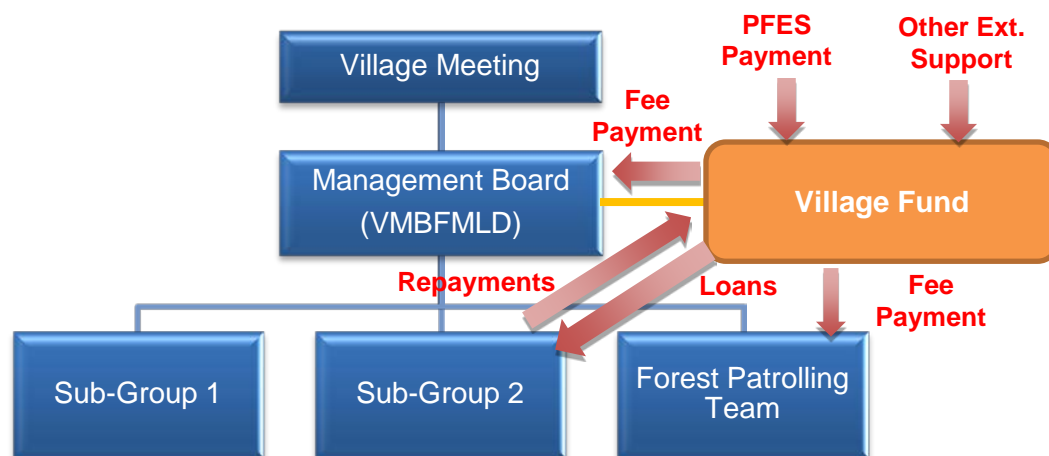 PFES
Payment
Other Ext.
Support
Village Meeting
Fee
Payment
Management Board
(VMBFMLD)
Village Fund
Repayments
Loans
Fee
Payment
Sub-Group 1
Sub-Group 2
Forest Patrolling
Team